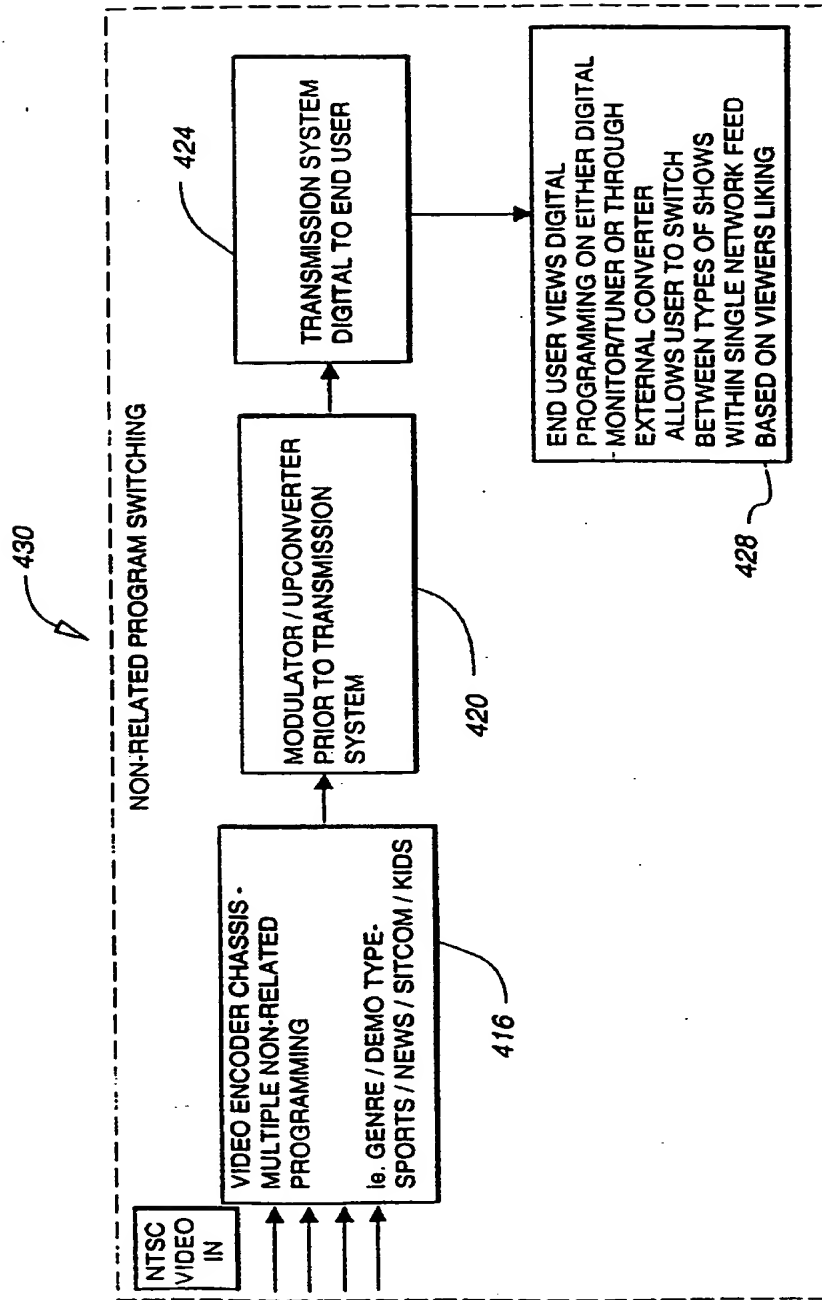 430
NON-RELATED PROGRAM SWITCHING
NTSC
VIDEO
IN
VIDEO ENCODER CHASSIS -
MULTIPLE NON-RELATED
PROGRAMMING
Ie. GENRE / DEMO TYPE-
SPORTS / NEWS / SITCOM / KIDS
416
MODULATOR / UPCONVERTER
PRIOR TO TRANSMISSION
SYSTEM
420
TRANSMISSION SYSTEM
DIGITAL TO END USER
424
END USER VIEWS DIGITAL
PROGRAMMING ON EITHER DIGITAL
MONITOR/TUNER OR THROUGH
EXTERNAL CONVERTER
ALLOWS USER TO SWITCH
BETWEEN TYPES OF SHOWS
WITHIN SINGLE NETWORK FEED
BASED ON VIEWERS LIKING
428